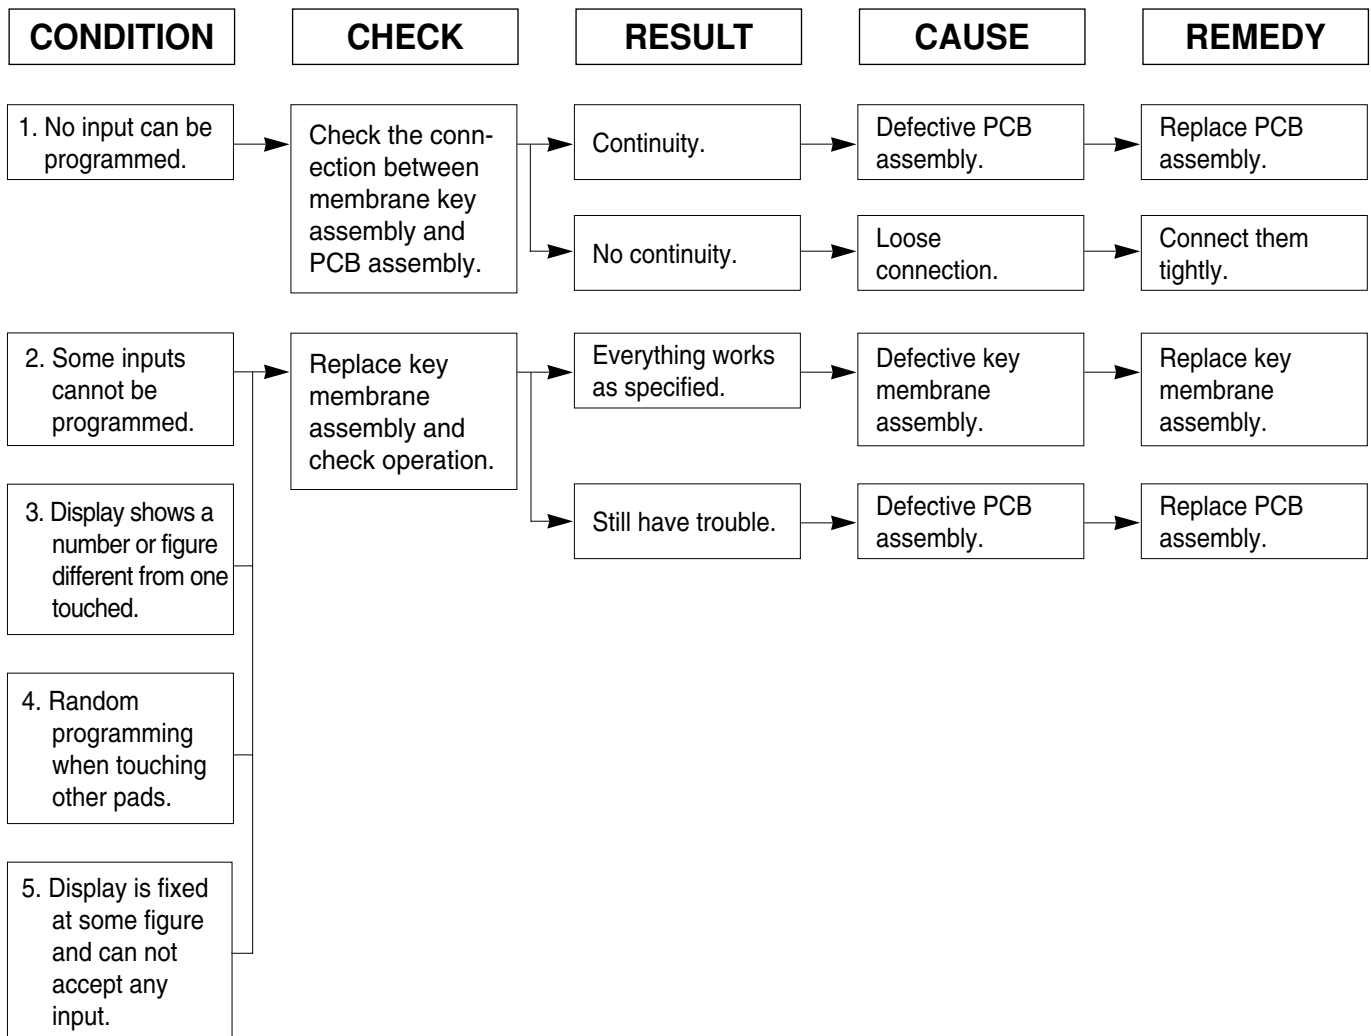 CONDITION
CHECK
RESULT
CAUSE
REMEDY
1. No input can be
programmed.
Check the conn-
ection between
membrane key
assembly and
PCB assembly.
Continuity.
Defective PCB
assembly.
Replace PCB
assembly.
No continuity.
Loose
connection.
Connect them
tightly.
2. Some inputs
cannot be
programmed.
Replace key
membrane
assembly and
check operation.
Everything works
as specified.
Defective key
membrane
assembly.
Replace key
membrane
assembly.
3. Display shows a
number or figure
different from one
touched.
Still have trouble.
Defective PCB
assembly.
Replace PCB
assembly.
4. Random
programming
when touching
other pads.
5. Display is fixed
at some figure
and can not
accept any
input.